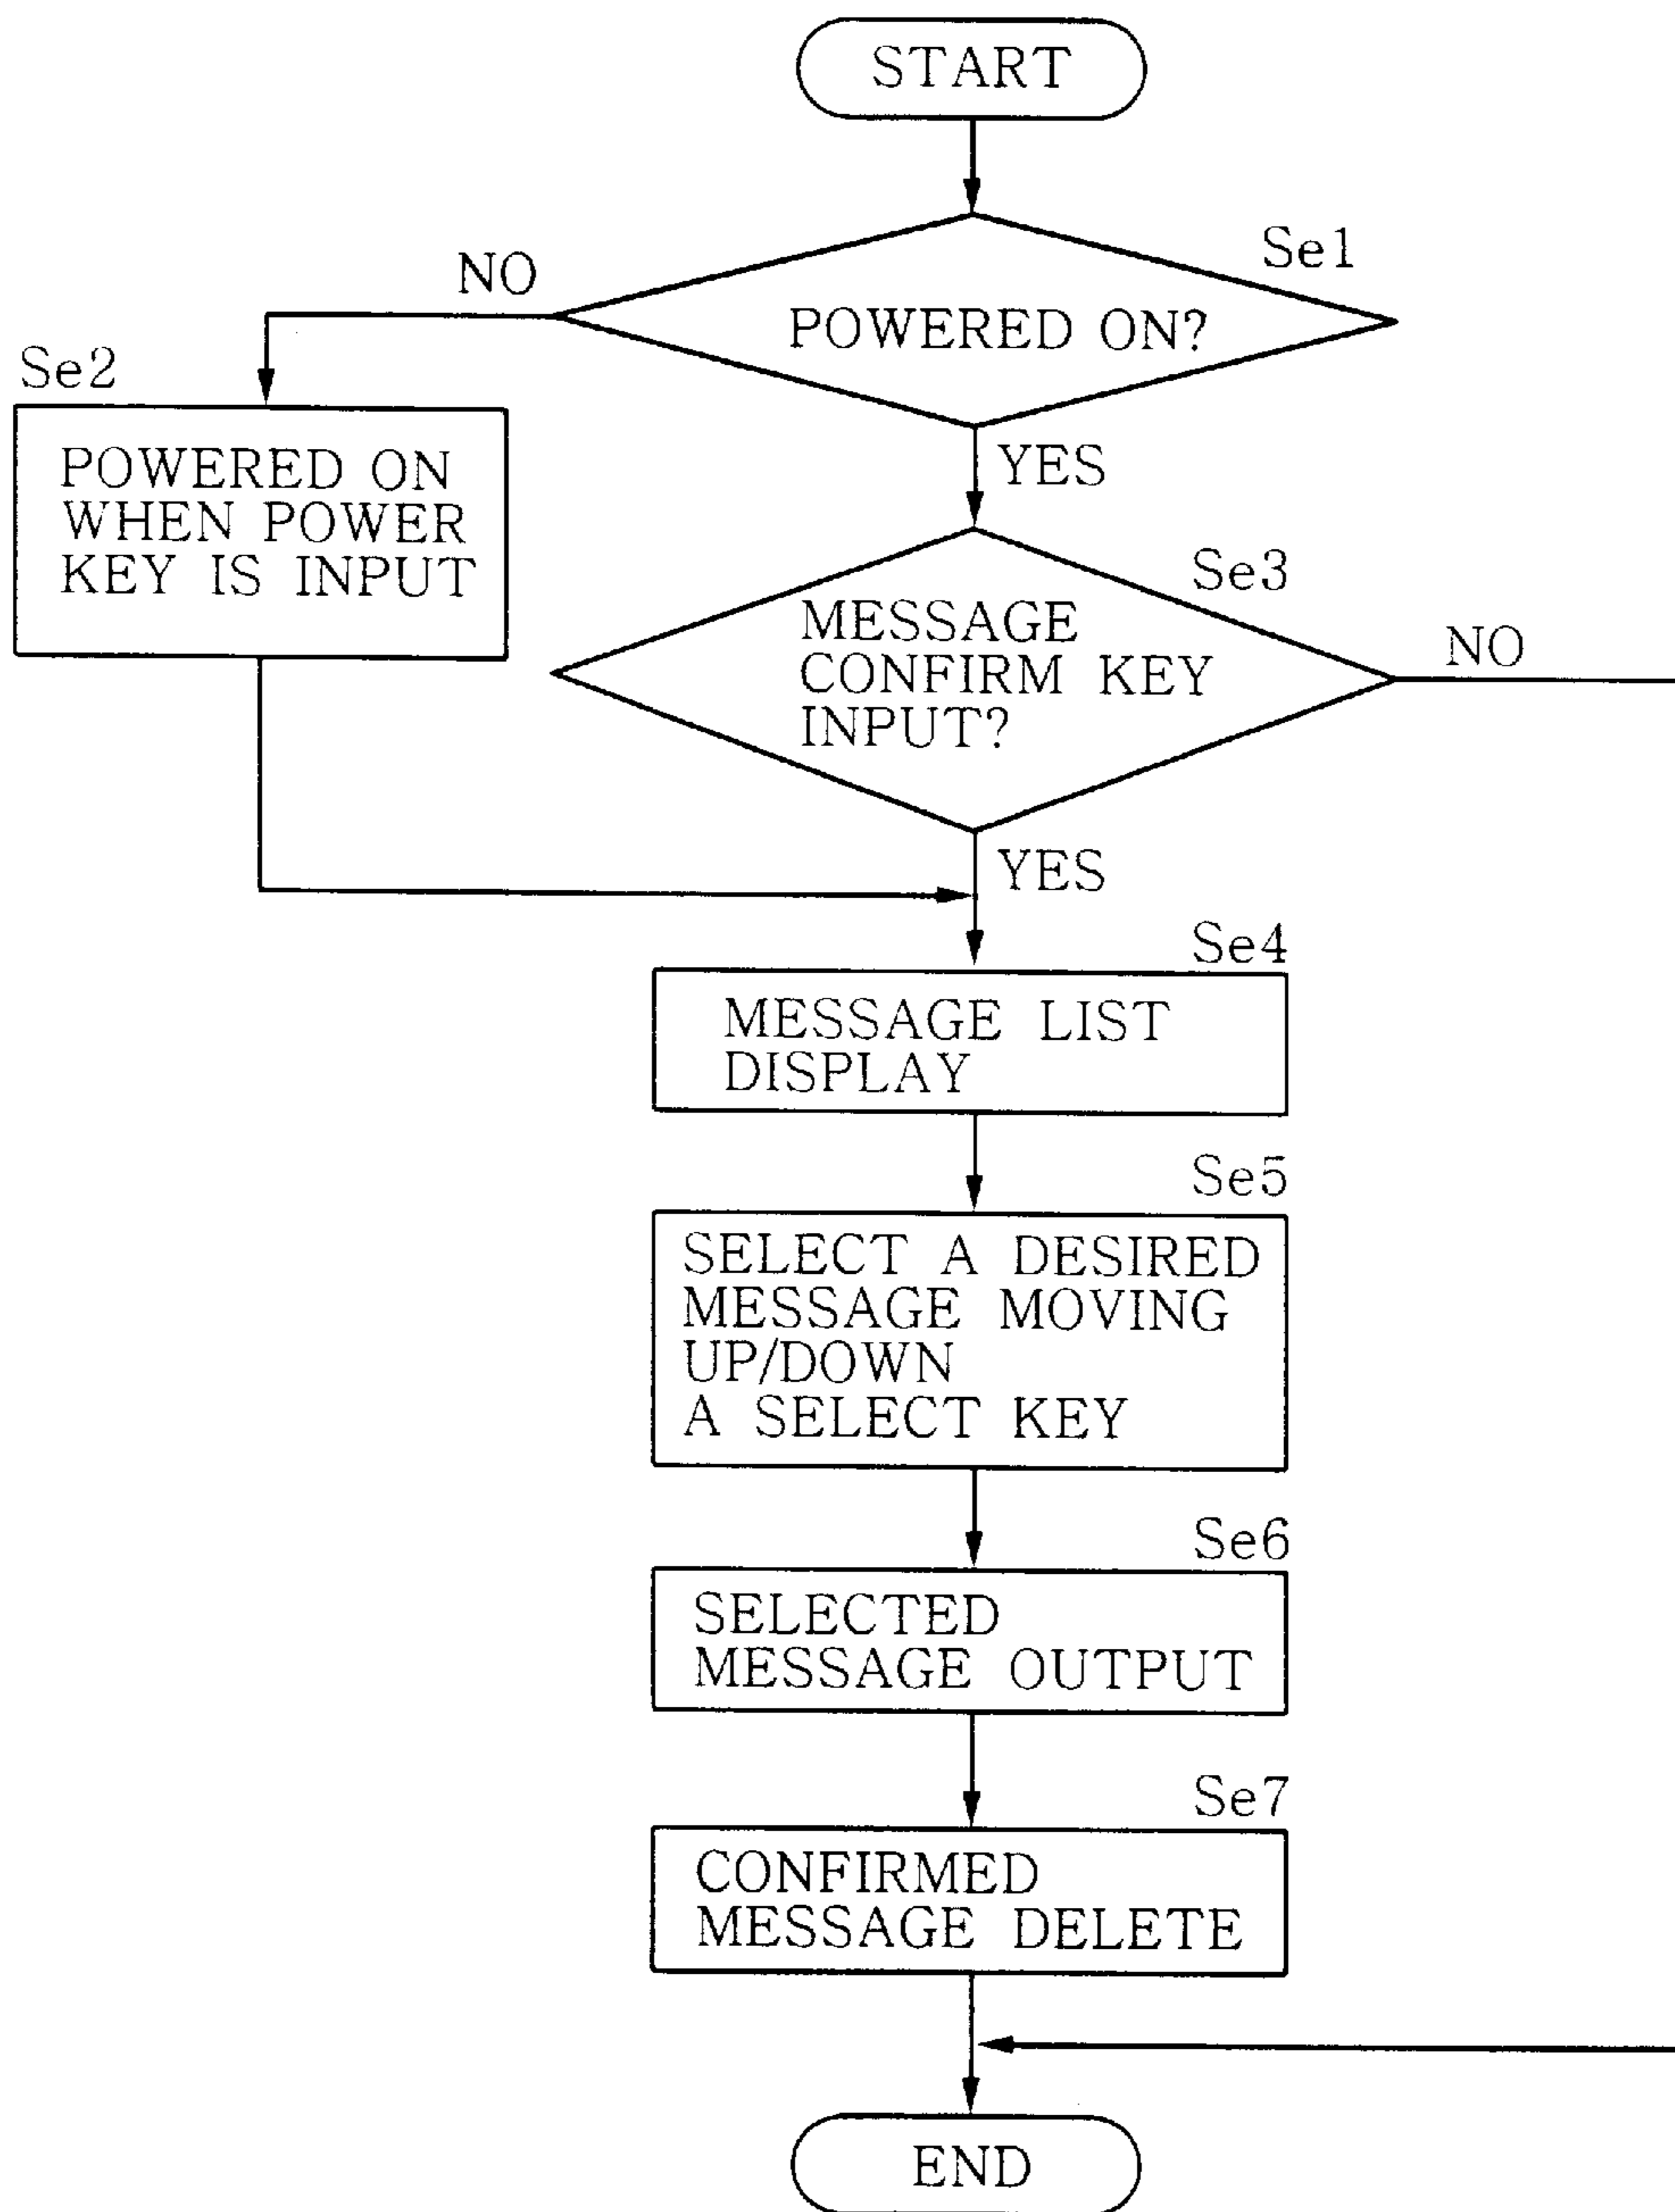 START
Se1
NO
POWERED ON?
Se2
POWERED ON
WHEN POWER
KEY IS INPUT
YES
Se3
MESSAGE
CONFIRM KEY
INPUT?
NO
YES
Se4
MESSAGE LIST
DISPLAY
Se5
SELECT A DESIRED
MESSAGE MOVING
UP/DOWN
A SELECT KEY
Se6
SELECTED
MESSAGE OUTPUT
Se7
CONFIRMED
MESSAGE DELETE
END